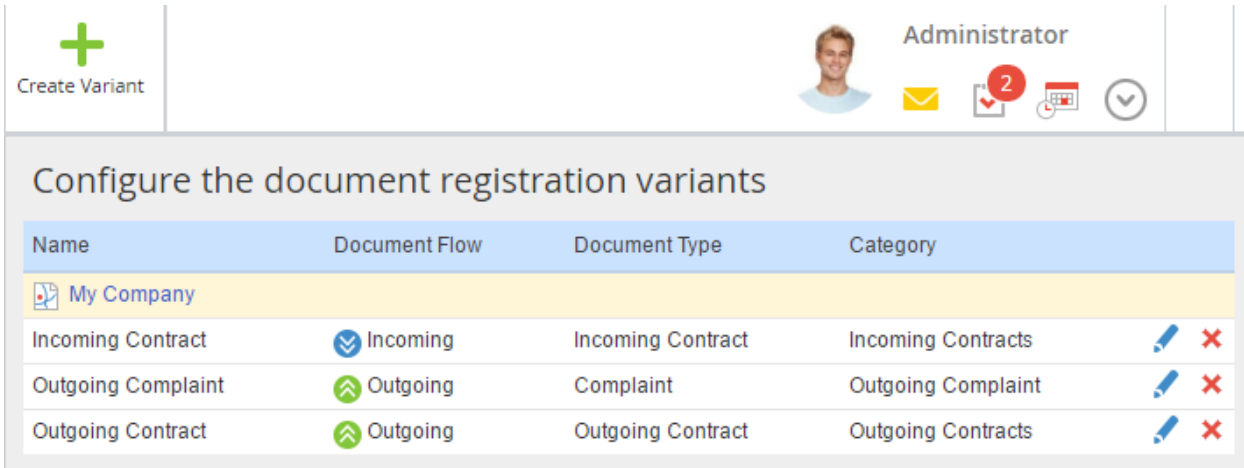 Create Variant
Administrator
2
Configure the document registration variants
Name Document Flow Document Type Category
My Company
Incoming Contract Incoming Incoming Contract Incoming Contracts
Outgoing Complaint Outgoing Complaint Outgoing Complaint
Outgoing Contract Outgoing Outgoing Contract Outgoing Contracts